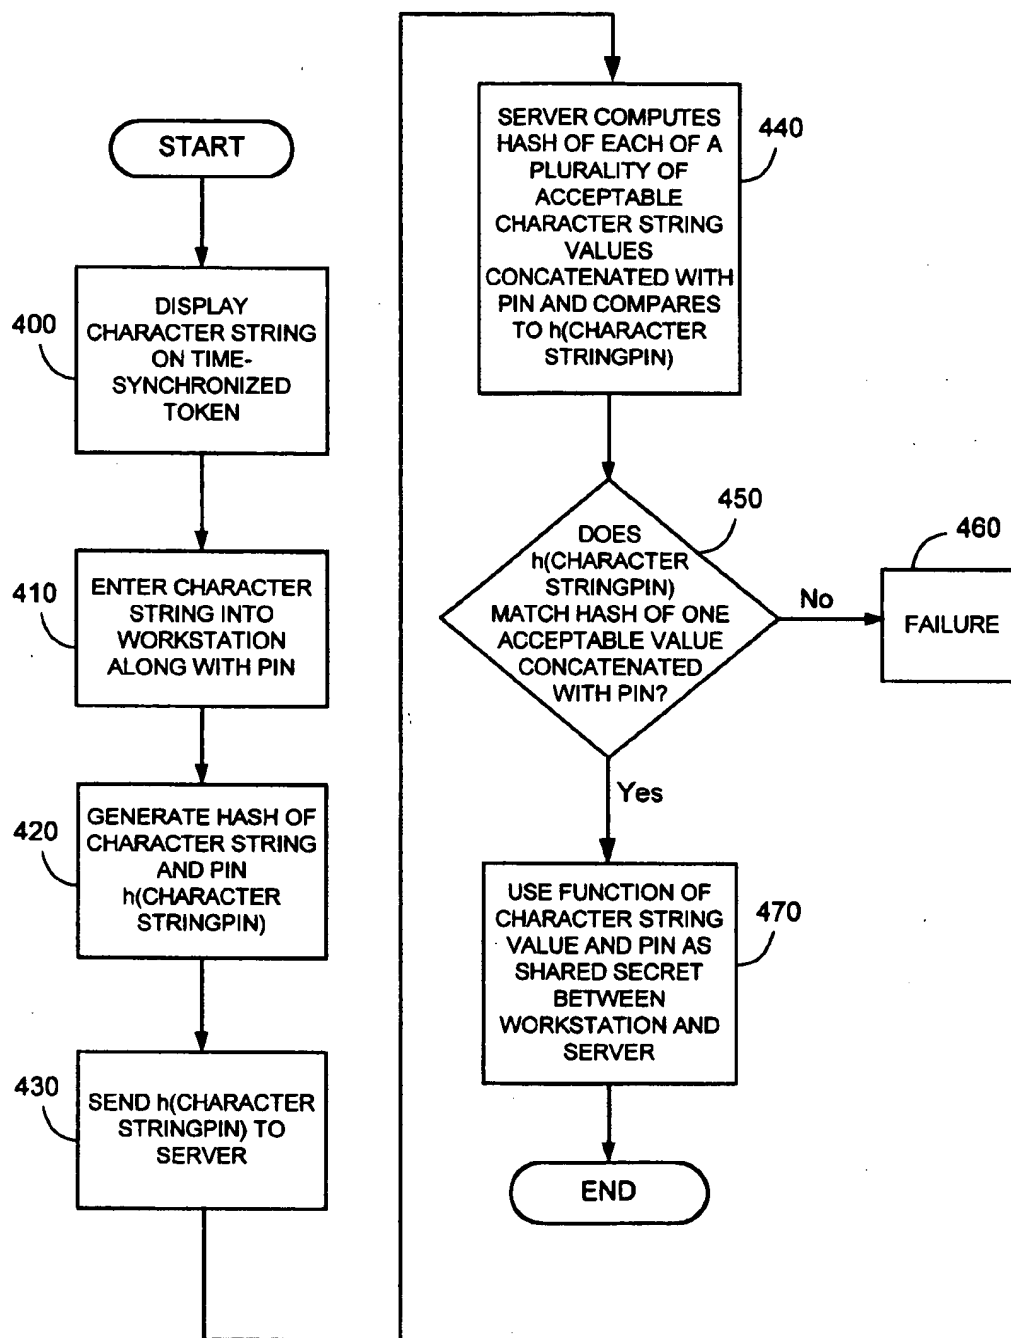 START
400
DISPLAY
CHARACTER STRING
ON TIME-
SYNCHRONIZED
TOKEN
410
ENTER CHARACTER
STRING INTO
WORKSTATION
ALONG WITH PIN
420
GENERATE HASH OF
CHARACTER STRING
AND PIN
h(CHARACTER
STRINGPIN)
430
SEND h(CHARACTER
STRINGPIN) TO
SERVER
440
SERVER COMPUTES
HASH OF EACH OF A
PLURALITY OF
ACCEPTABLE
CHARACTER STRING
VALUES
CONCATENATED WITH
PIN AND COMPARES
TO h(CHARACTER
STRINGPIN)
450
DOES
h(CHARACTER
STRINGPIN)
MATCH HASH OF ONE
ACCEPTABLE VALUE
CONCATENATED
WITH PIN?
No
460
FAILURE
Yes
470
USE FUNCTION OF
CHARACTER STRING
VALUE AND PIN AS
SHARED SECRET
BETWEEN
WORKSTATION AND
SERVER
END